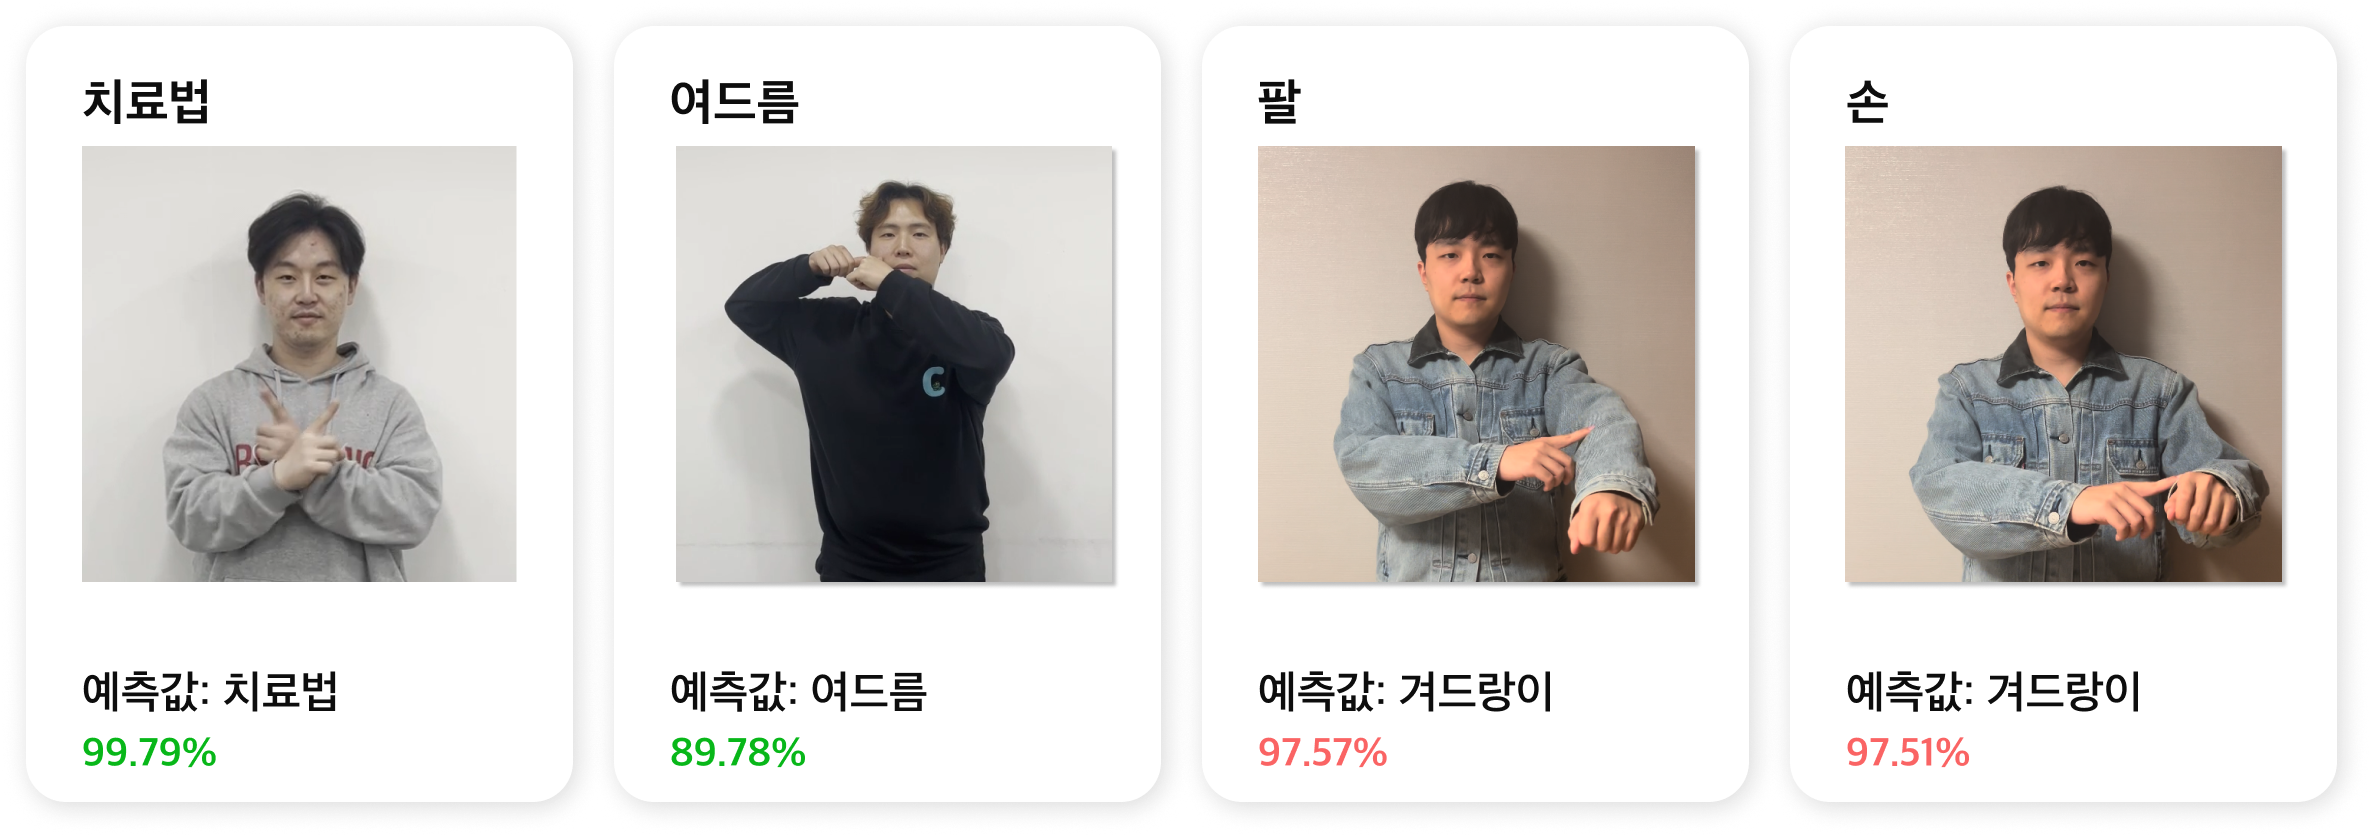 치료법
예측값: 치료법
99.79%
여드름
C
예측값: 여드름
89.78%
팔
예측값: 겨드랑이
97.57%
손
예측값: 겨드랑이
97.51%